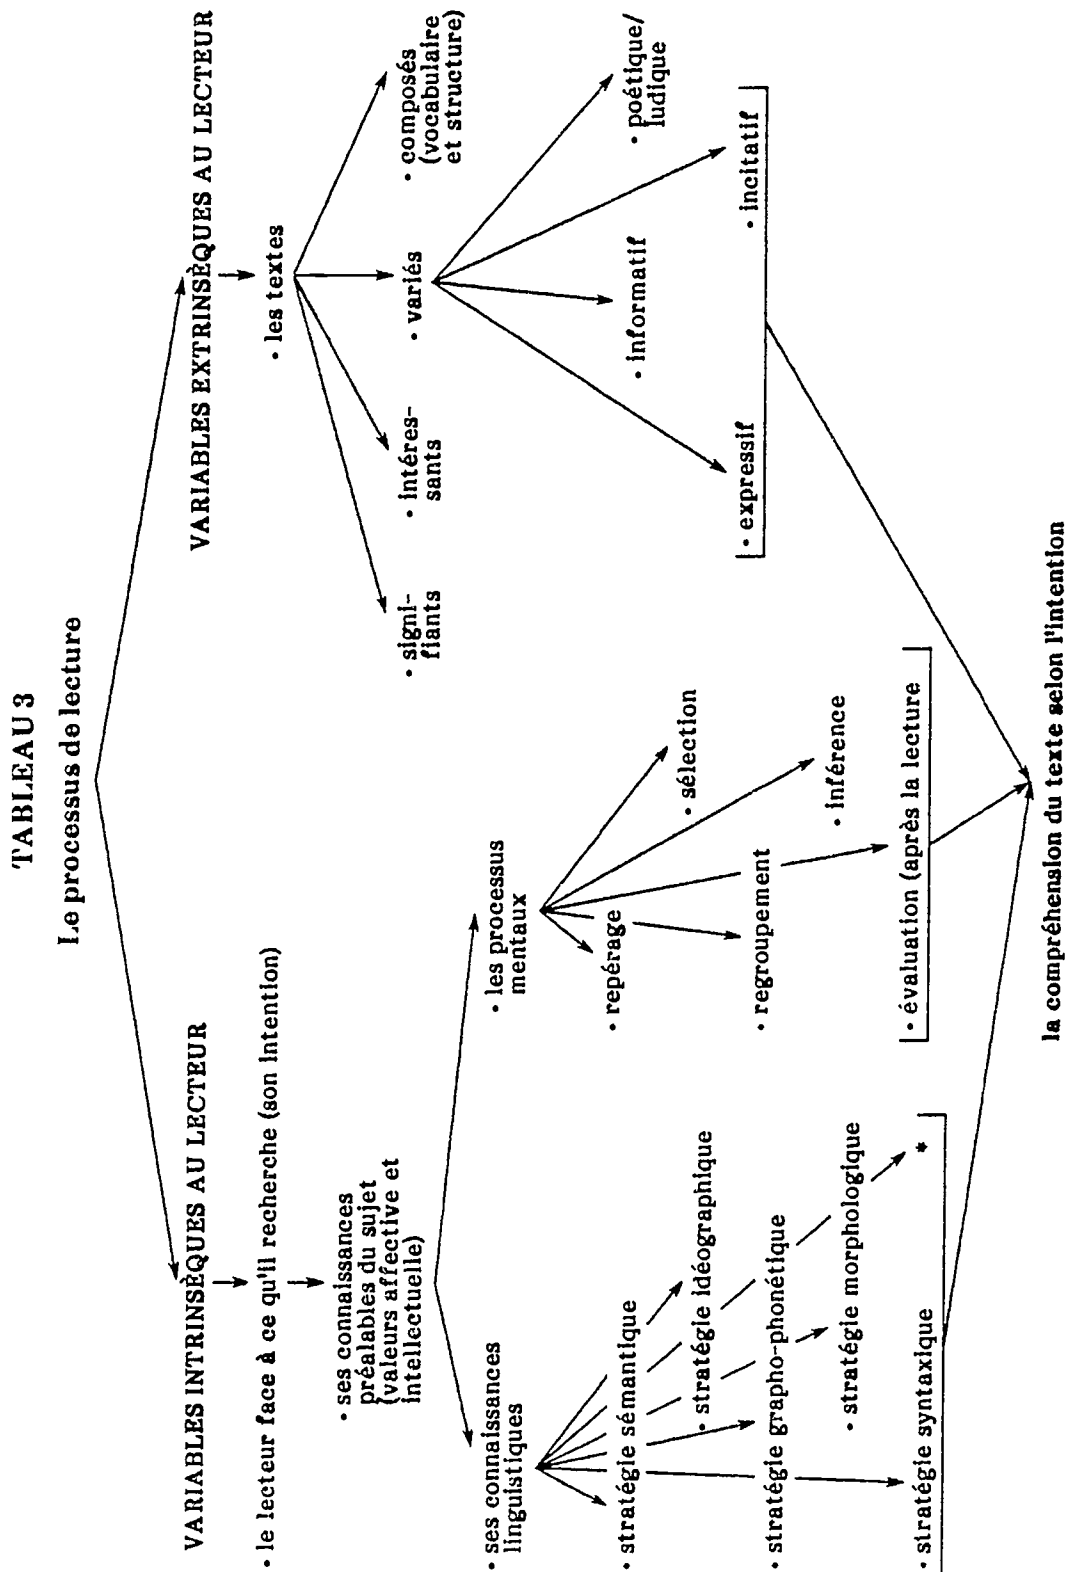 TABLEAU 3
Le processus de lecture
VARIABLES INTRINSÈQUES AU LECTEUR
• le lecteur face à ce qu'il recherche (son intention)
• ses connaissances
préalables du sujet
(valeurs affective et
intellectuelle)
• ses connaissances
linguistiques
• stratégie sémantique
• stratégie idéographique
• stratégie grapho-phonétique
• stratégie morphologique
*
• stratégie syntaxique
• les processus
mentaux
• repérage
• sélection
• regroupement
• inférence
• évaluation (après la lecture
VARIABLES EXTRINSÈQUES AU LECTEUR
• les textes
• signi-
fiants
• intéres-
sants
• variés
• composés
(vocabulaire
et structure)
• informatif
• poétique/
ludique
• expressif
• incitatif
la compréhension du texte selon l'intention